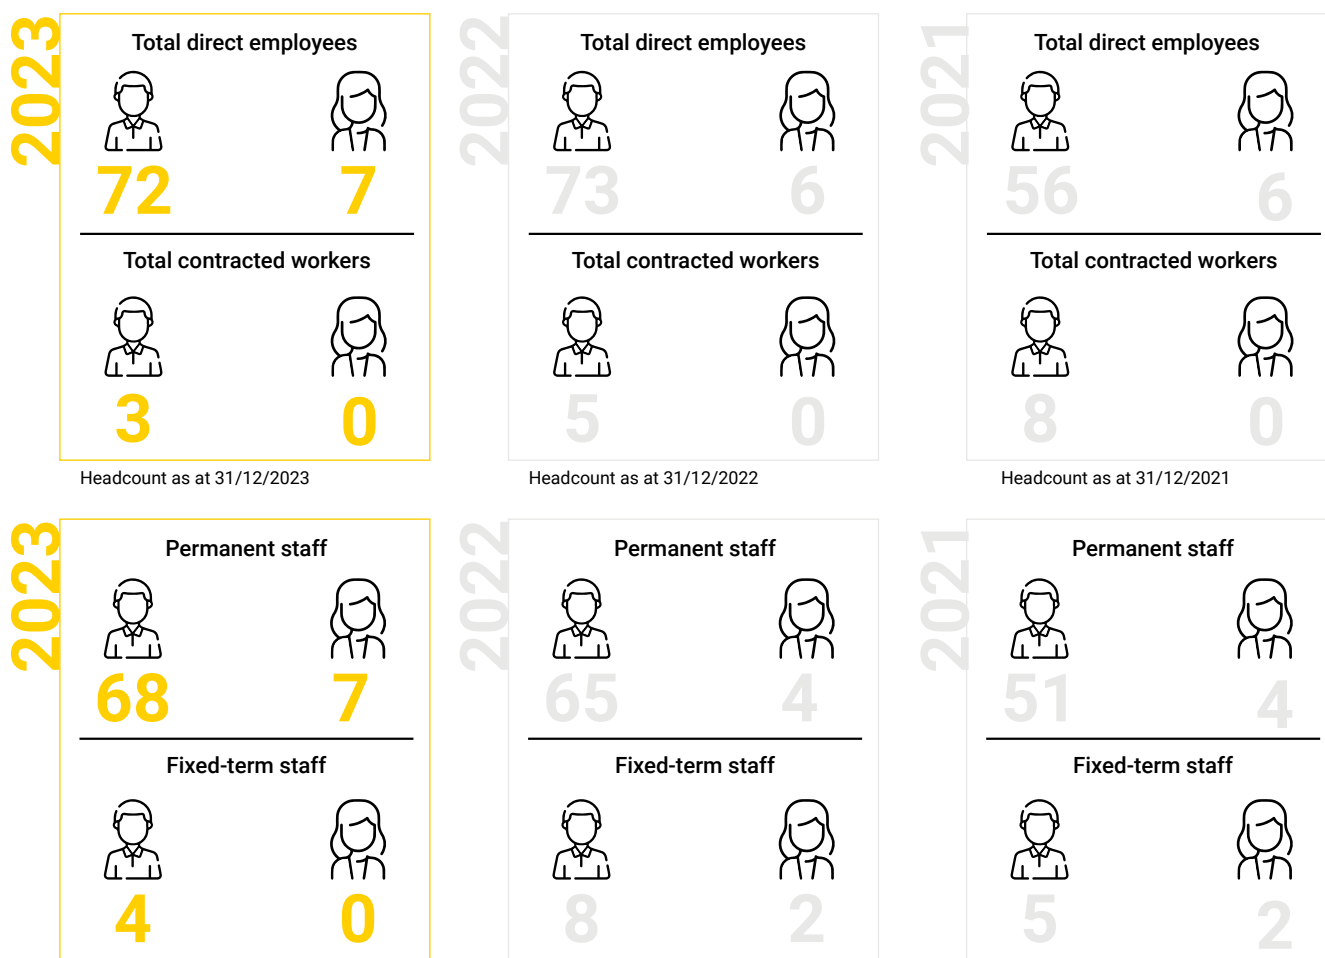 2023
Total direct employees
72 7
Total contracted workers
3 0
Headcount as at 31/12/2023
2022
Total direct employees
73 6
Total contracted workers
5 0
Headcount as at 31/12/2022
2021
Total direct employees
56 6
Total contracted workers
8 0
Headcount as at 31/12/2021
2023
Permanent staff
68 7
Fixed-term staff
4 0
2022
Permanent staff
65 4
Fixed-term staff
8 2
2021
Permanent staff
51 4
Fixed-term staff
5 2